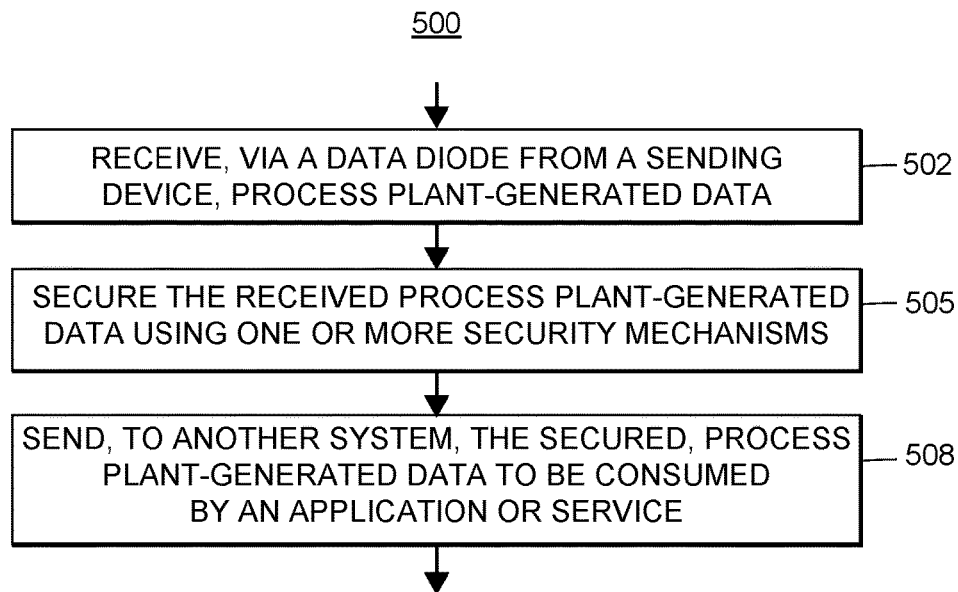 500
RECEIVE, VIA A DATA DIODE FROM A SENDING
DEVICE, PROCESS PLANT-GENERATED DATA
502
SECURE THE RECEIVED PROCESS PLANT-GENERATED
DATA USING ONE OR MORE SECURITY MECHANISMS
505
SEND, TO ANOTHER SYSTEM, THE SECURED, PROCESS
PLANT-GENERATED DATA TO BE CONSUMED
BY AN APPLICATION OR SERVICE
508